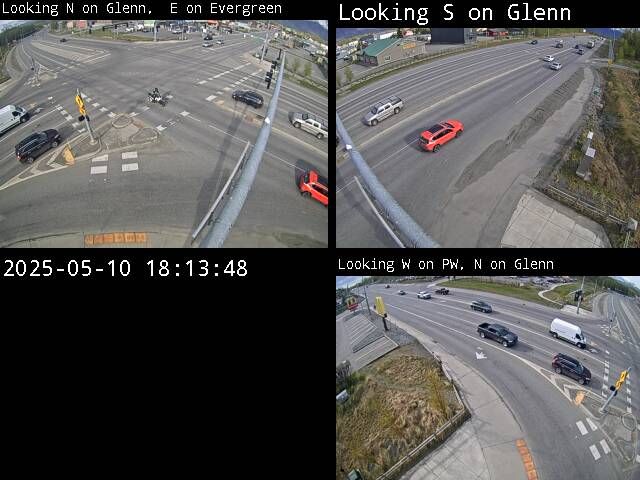 Looking N on Glenn, E on Evergreen
Looking S on Glenn
2025-05-10 18:13:48
Looking W on PW, N on Glenn